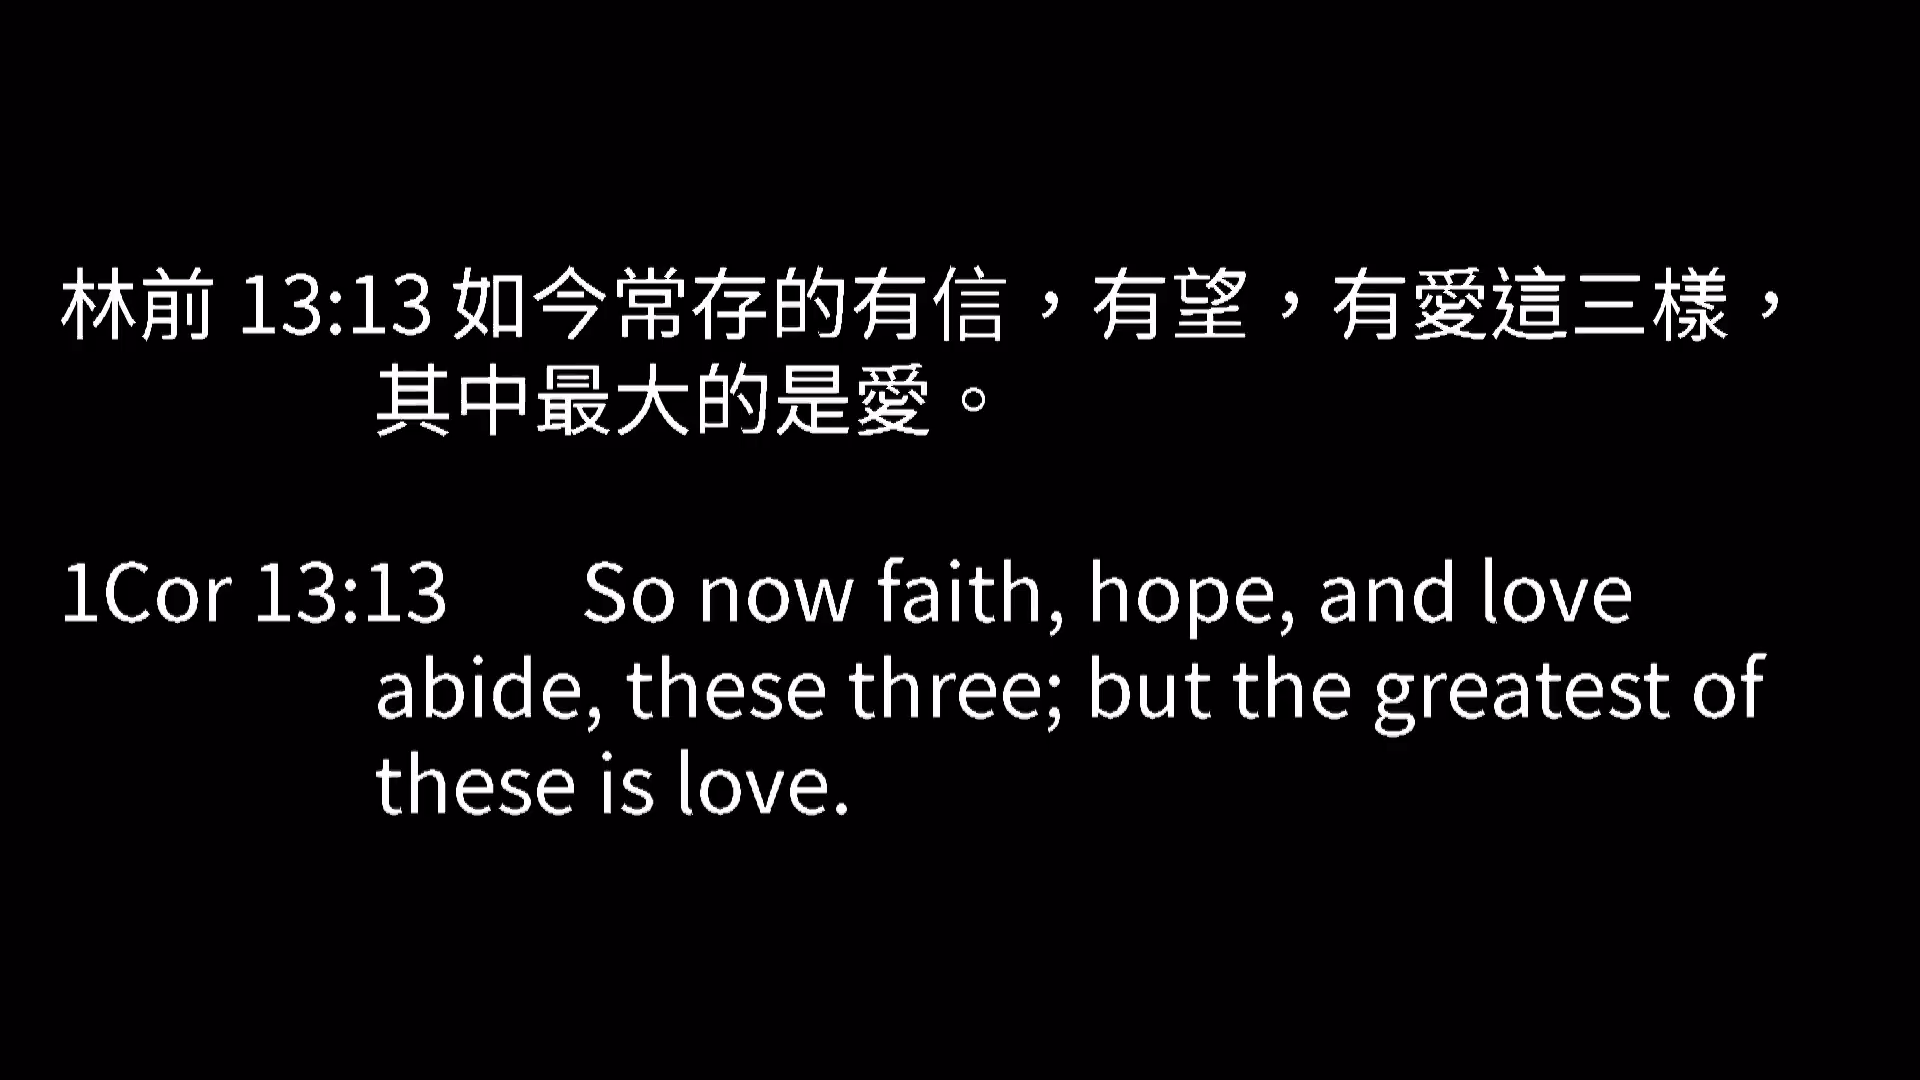 林前 13:13 如今常存的有信，有望，有愛這三樣，
其中最大的是愛。
1Cor 13:13 So now faith, hope, and love
abide, these three; but the greatest of
these is love.